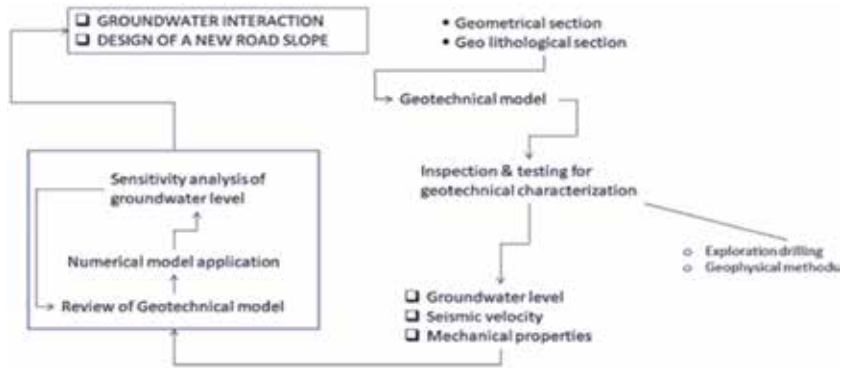 ❑ GROUNDWATER INTERACTION
❑ DESIGN OF A NEW ROAD SLOPE
• Geometrical section
• Geo lithological section
Geotechnical model
Inspection & testing for
geotechnical characterization
o Exploration drilling
o Geophysical methodu
❑ Groundwater level
❑ Seismic velocity
❑ Mechanical properties
Sensitivity analysis of
groundwater level
Numerical model application
Review of Geotechnical model